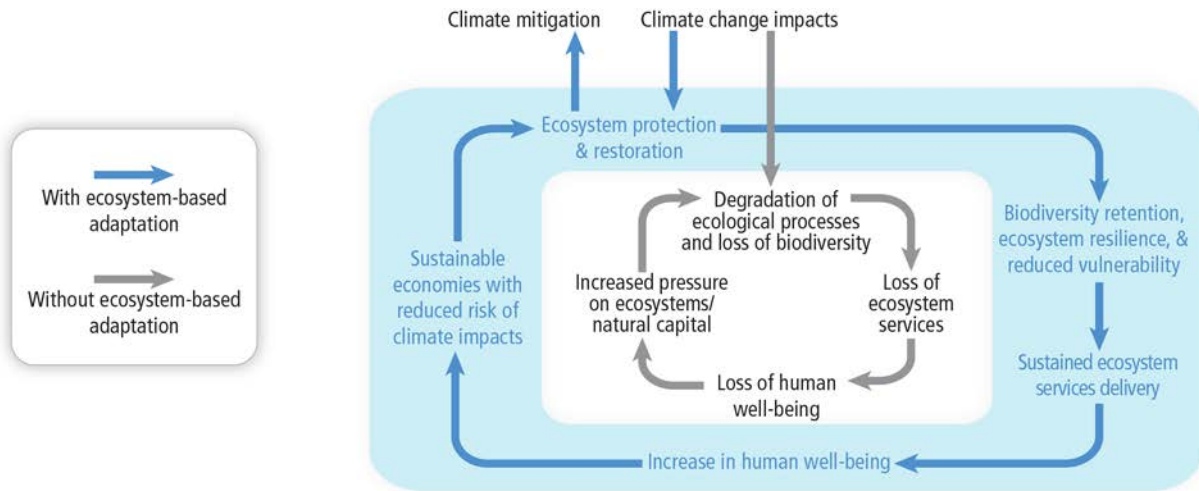 Climate mitigation
Climate change impacts
With ecosystem-based
adaptation
Without ecosystem-based
adaptation
Ecosystem protection
& restoration
Biodiversity retention,
ecosystem resilience, &
reduced vulnerability
Sustained ecosystem
services delivery
Increase in human well-being
Sustainable
economies with
reduced risk of
climate impacts
Degradation of
ecological processes
and loss of biodiversity
Loss of
ecosystem
services
Loss of human
well-being
Increased pressure
on ecosystems/
natural capital